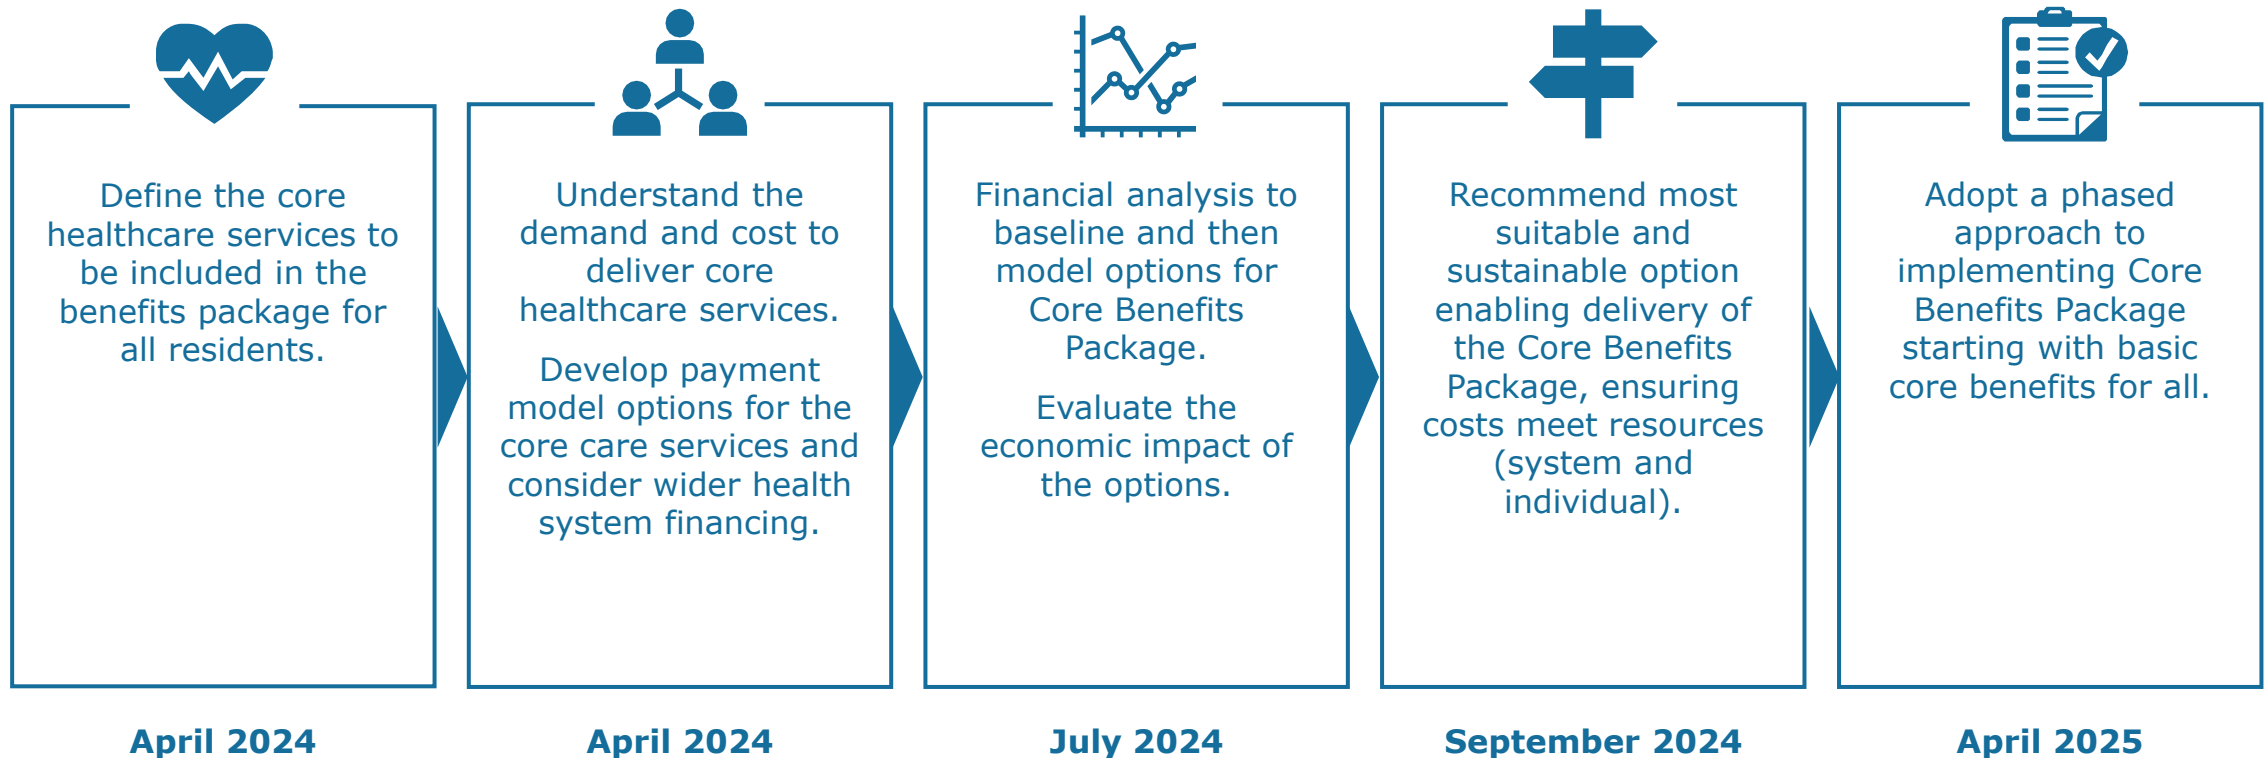 Define the core
healthcare services to
be included in the
benefits package for
all residents.
Understand the
demand and cost to
deliver core
healthcare services.
Develop payment
model options for the
core care services and
consider wider health
system financing.
Financial analysis to
baseline and then
model options for
Core Benefits
Package.
Evaluate the
economic impact of
the options.
Recommend most
suitable and
sustainable option
enabling delivery of
the Core Benefits
Package, ensuring
costs meet resources
(system and
individual).
Adopt a phased
approach to
implementing Core
Benefits Package
starting with basic
core benefits for all.
April 2024
April 2024
July 2024
September 2024
April 2025